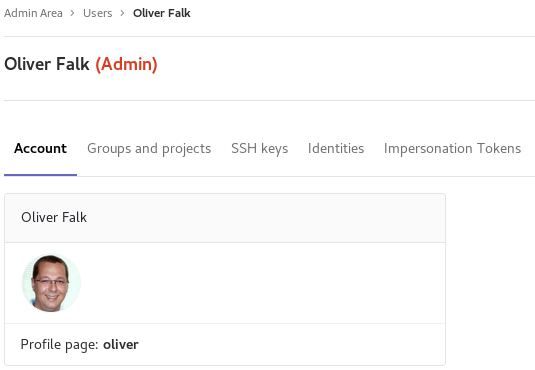 Admin Area > Users > Oliver Falk
Oliver Falk (Admin)
Account Groups and projects SSH keys Identities Impersonation Tokens
Oliver Falk
Profile page: oliver